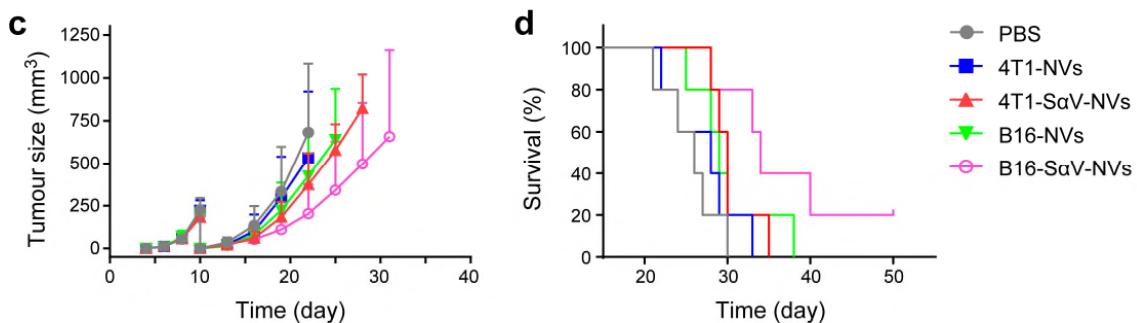 c
Tumour size (mm³)
1250
1000
750
500
250
0
0
10
20
30
40
Time (day)
d
Survival (%)
100
80
60
40
20
0
20
30
40
50
Time (day)
PBS
4T1-NVs
4T1-SαV-NVs
B16-NVs
B16-SαV-NVs